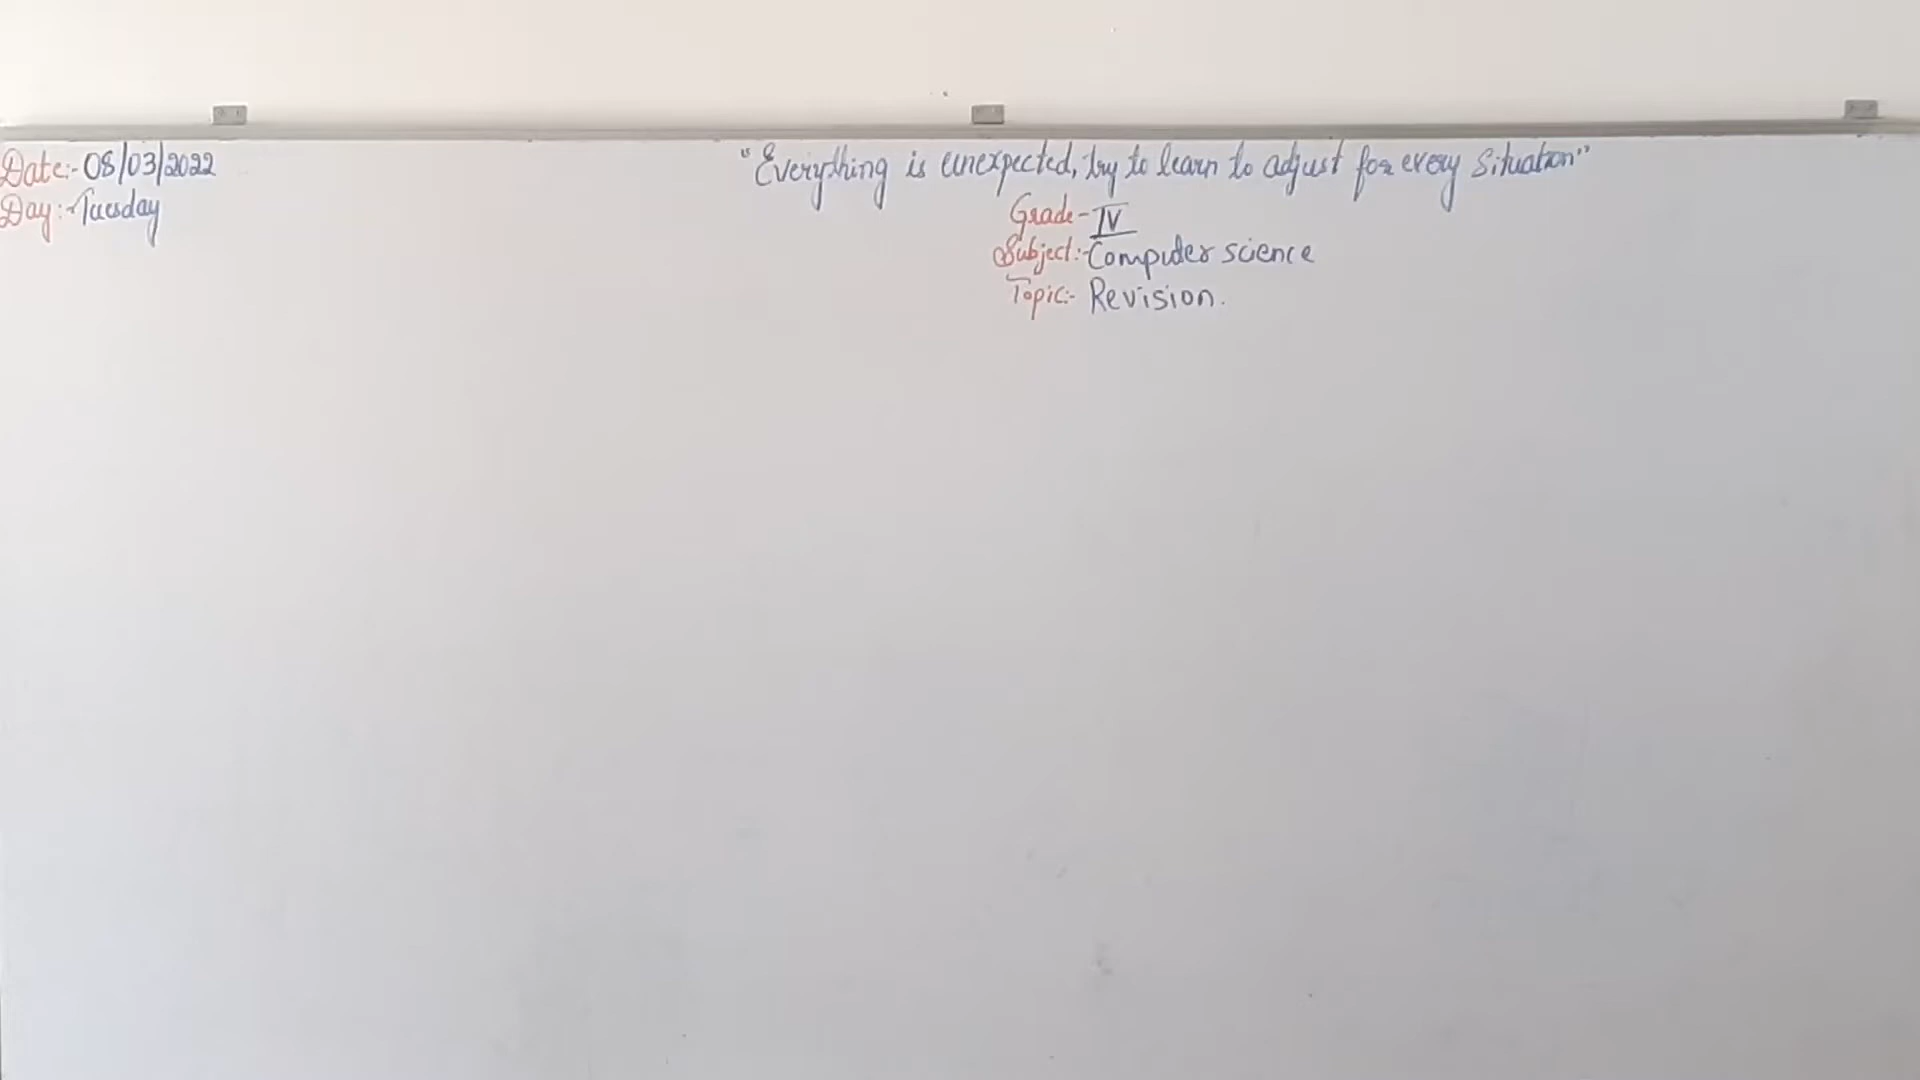 Date:- 08/03/2022
Day:- Tuesday
"Everything is unexpected, try to learn to adjust for every situation"
Grade- IV
Subject:- Computer science
Topic:- Revision.